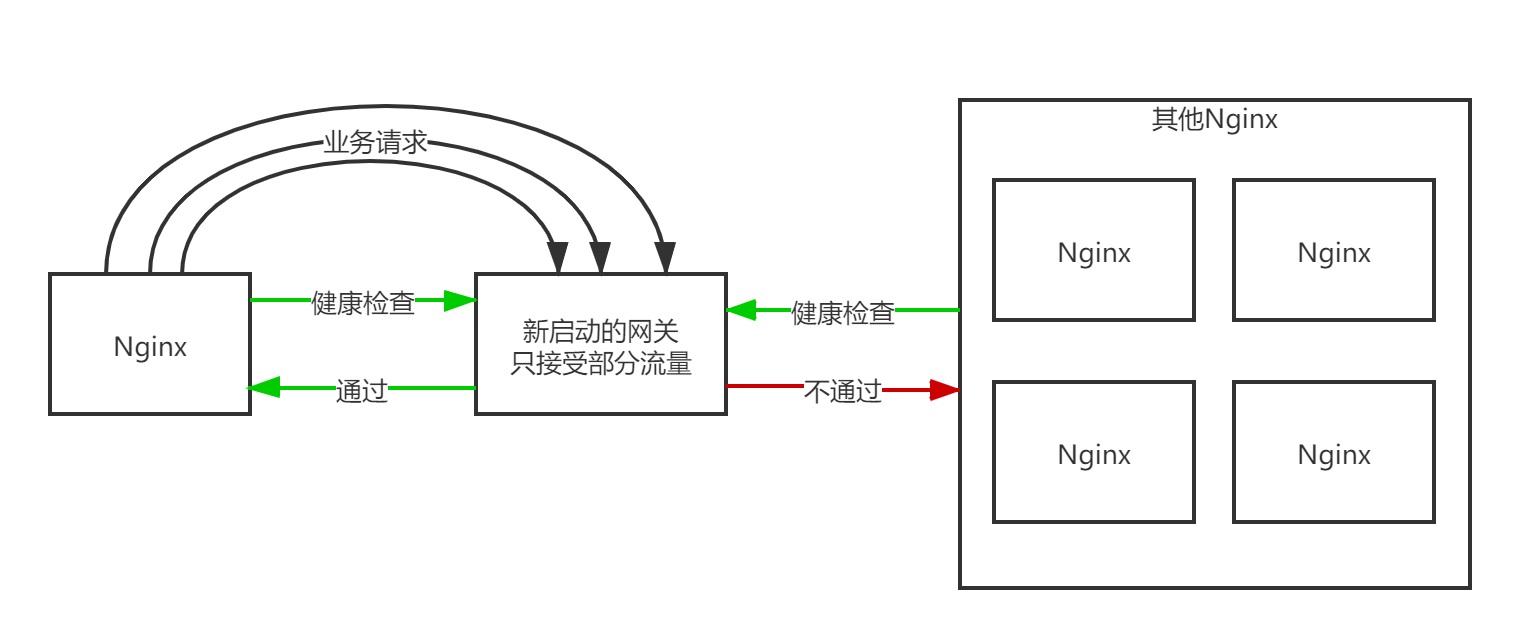 业务请求
其他Nginx
Nginx
Nginx
健康检查
健康检查
新启动的网关
只接受部分流量
Nginx
通过
不通过
Nginx
Nginx